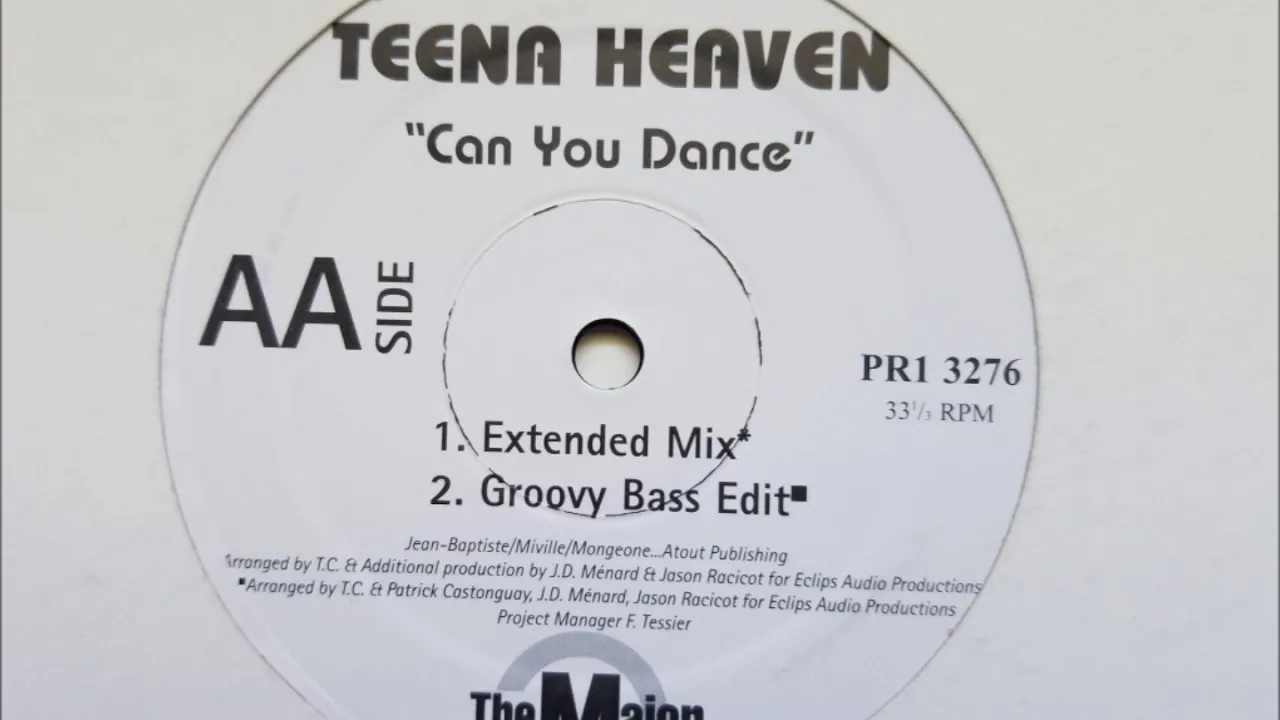 TEENA HEAVEN
"Can You Dance"
AA SIDE
PR1 3276
33⅓ RPM
1. Extended Mix*
2. Groovy Bass Edit■
Jean-Baptiste/Miville/Mongeone...Atout Publishing
Arranged by T.C. & Additional production by J.D. Ménard & Jason Racicot for Eclips Audio Productions
■Arranged by T.C. & Patrick Castonguay, J.D. Ménard, Jason Racicot for Eclips Audio Productions
Project Manager F. Tessier
The Major